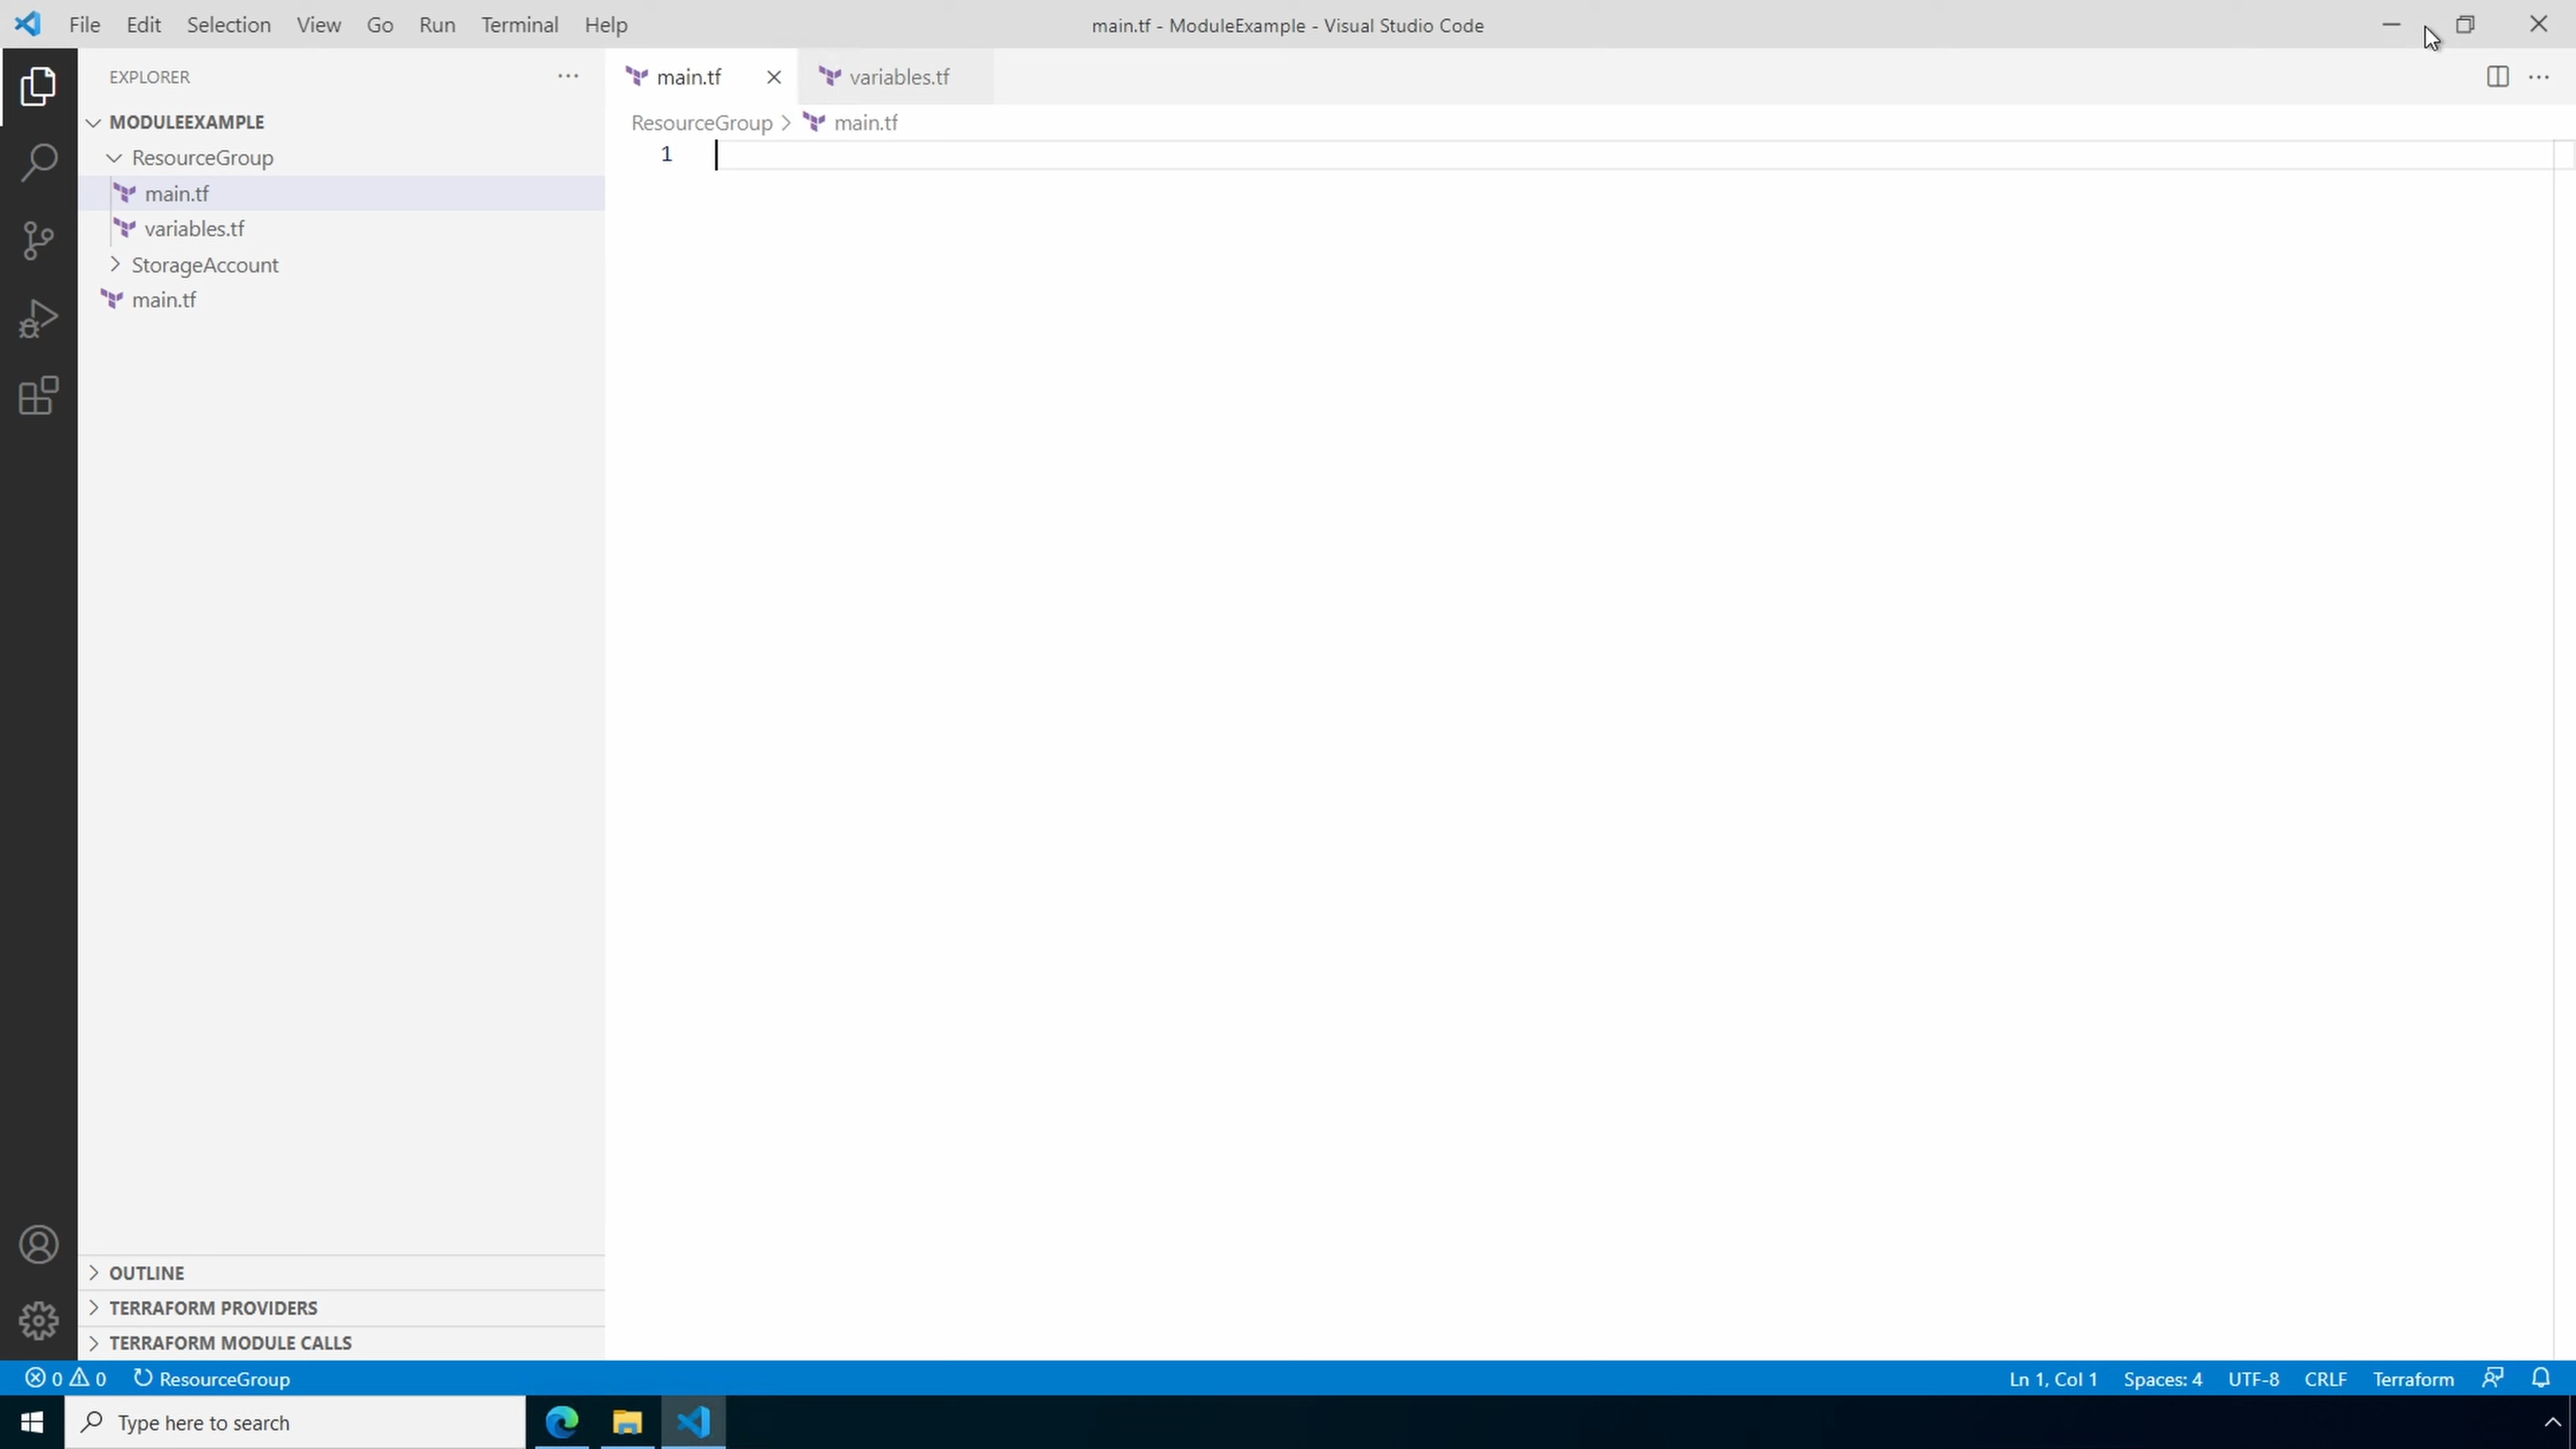 File Edit Selection View Go Run Terminal Help
main.tf - ModuleExample - Visual Studio Code
EXPLORER
MODULEEXAMPLE
ResourceGroup
main.tf
variables.tf
StorageAccount
main.tf
main.tf
variables.tf
ResourceGroup > main.tf
1
OUTLINE
TERRAFORM PROVIDERS
TERRAFORM MODULE CALLS
0 0 ResourceGroup
Ln 1, Col 1 Spaces: 4 UTF-8 CRLF Terraform
Type here to search